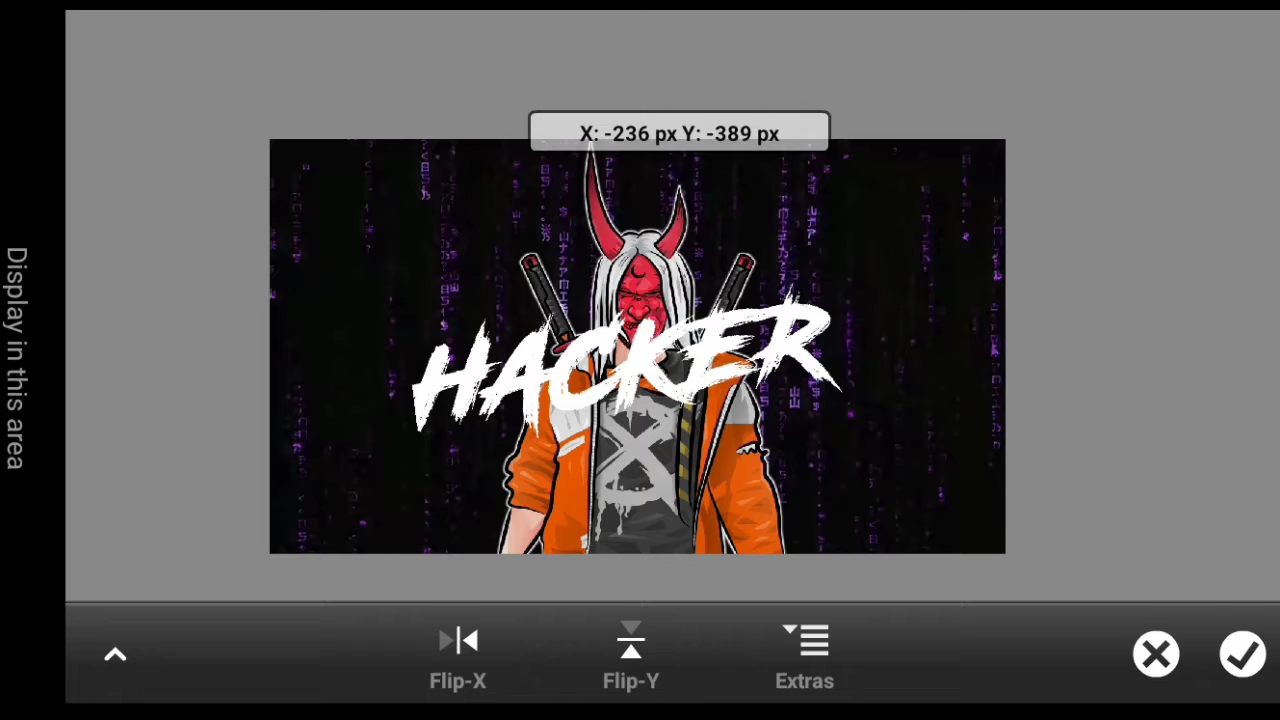 X: -236 px Y: -389 px
HACKER
Display in this area
Flip-X
Flip-Y
Extras